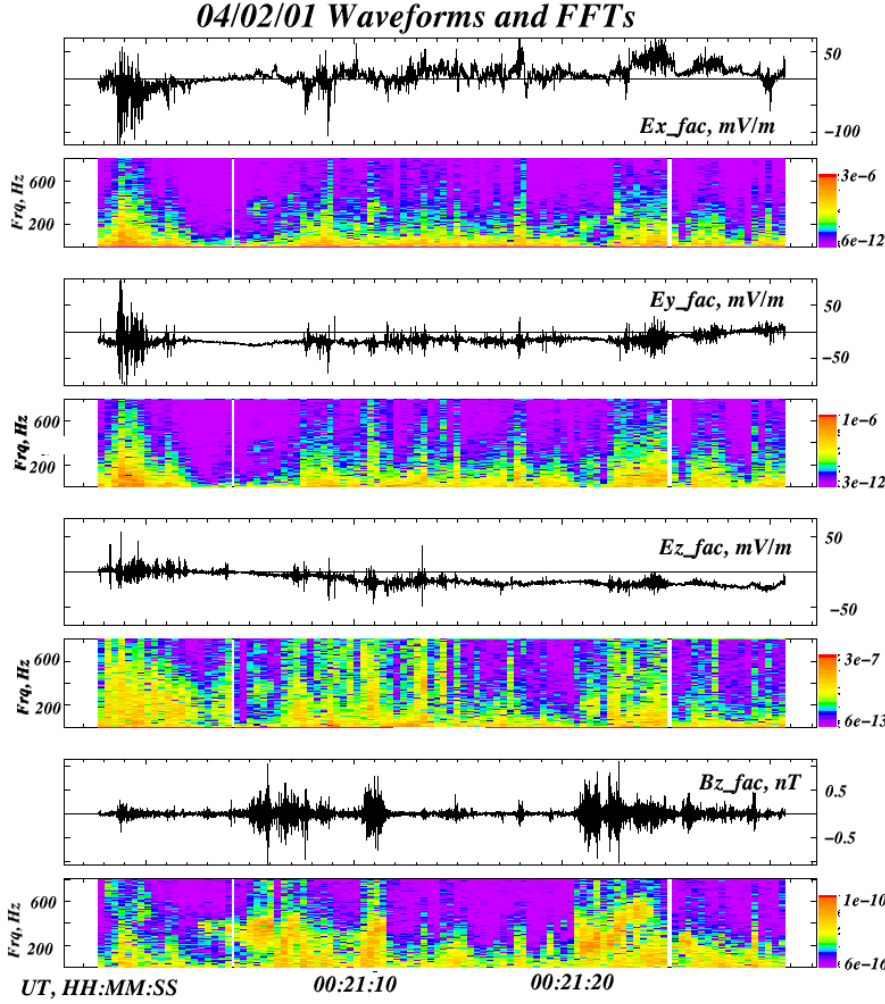 04/02/01 Waveforms and FFTs
50
Ex_fac, mV/m
-100
Frq, Hz
600
200
3e-6
6e-12
Ey_fac, mV/m
50
-50
Frq, Hz
600
200
1e-6
3e-12
Ez_fac, mV/m
50
-50
Frq, Hz
600
200
3e-7
6e-13
Bz_fac, nT
0.5
-0.5
Frq, Hz
600
200
1e-10
6e-16
UT, HH:MM:SS 00:21:10 00:21:20